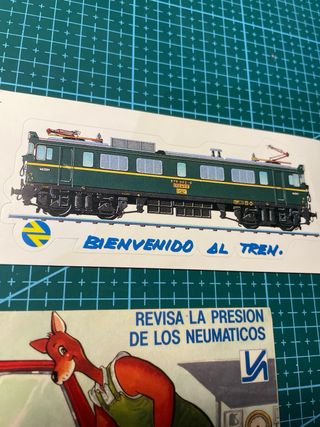 BIENVENIDO AL TREN.
REVISA LA PRESION
DE LOS NEUMATICOS